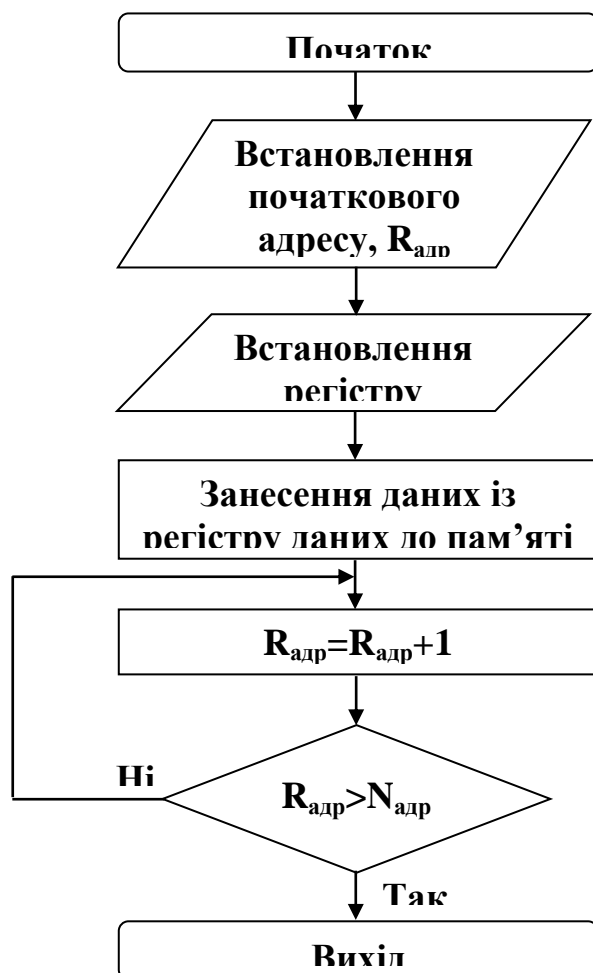 Початок
Встановлення
початкового
адресу, Rадр
Встановлення
регістру
Занесення даних із
регістру даних до пам’яті
Rадр=Rадр+1
Ні
Rадр>Nадр
Так
Вихід